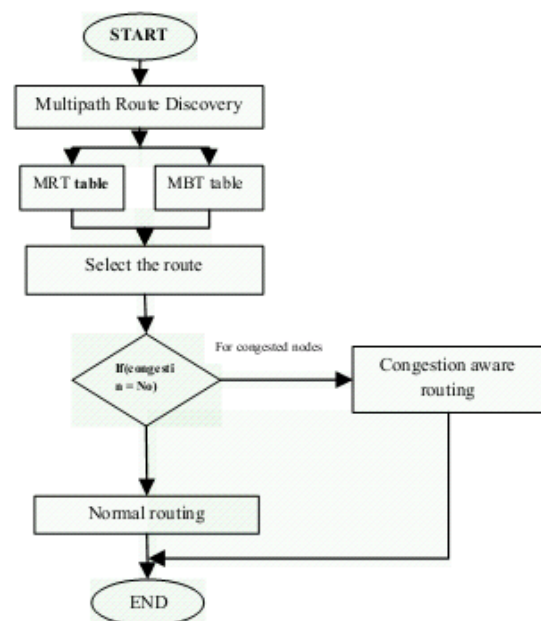 START
Multipath Route Discovery
MRT table
MBT table
Select the route
For congested nodes
If(congesti
n = No)
Congestion aware
routing
Normal routing
END